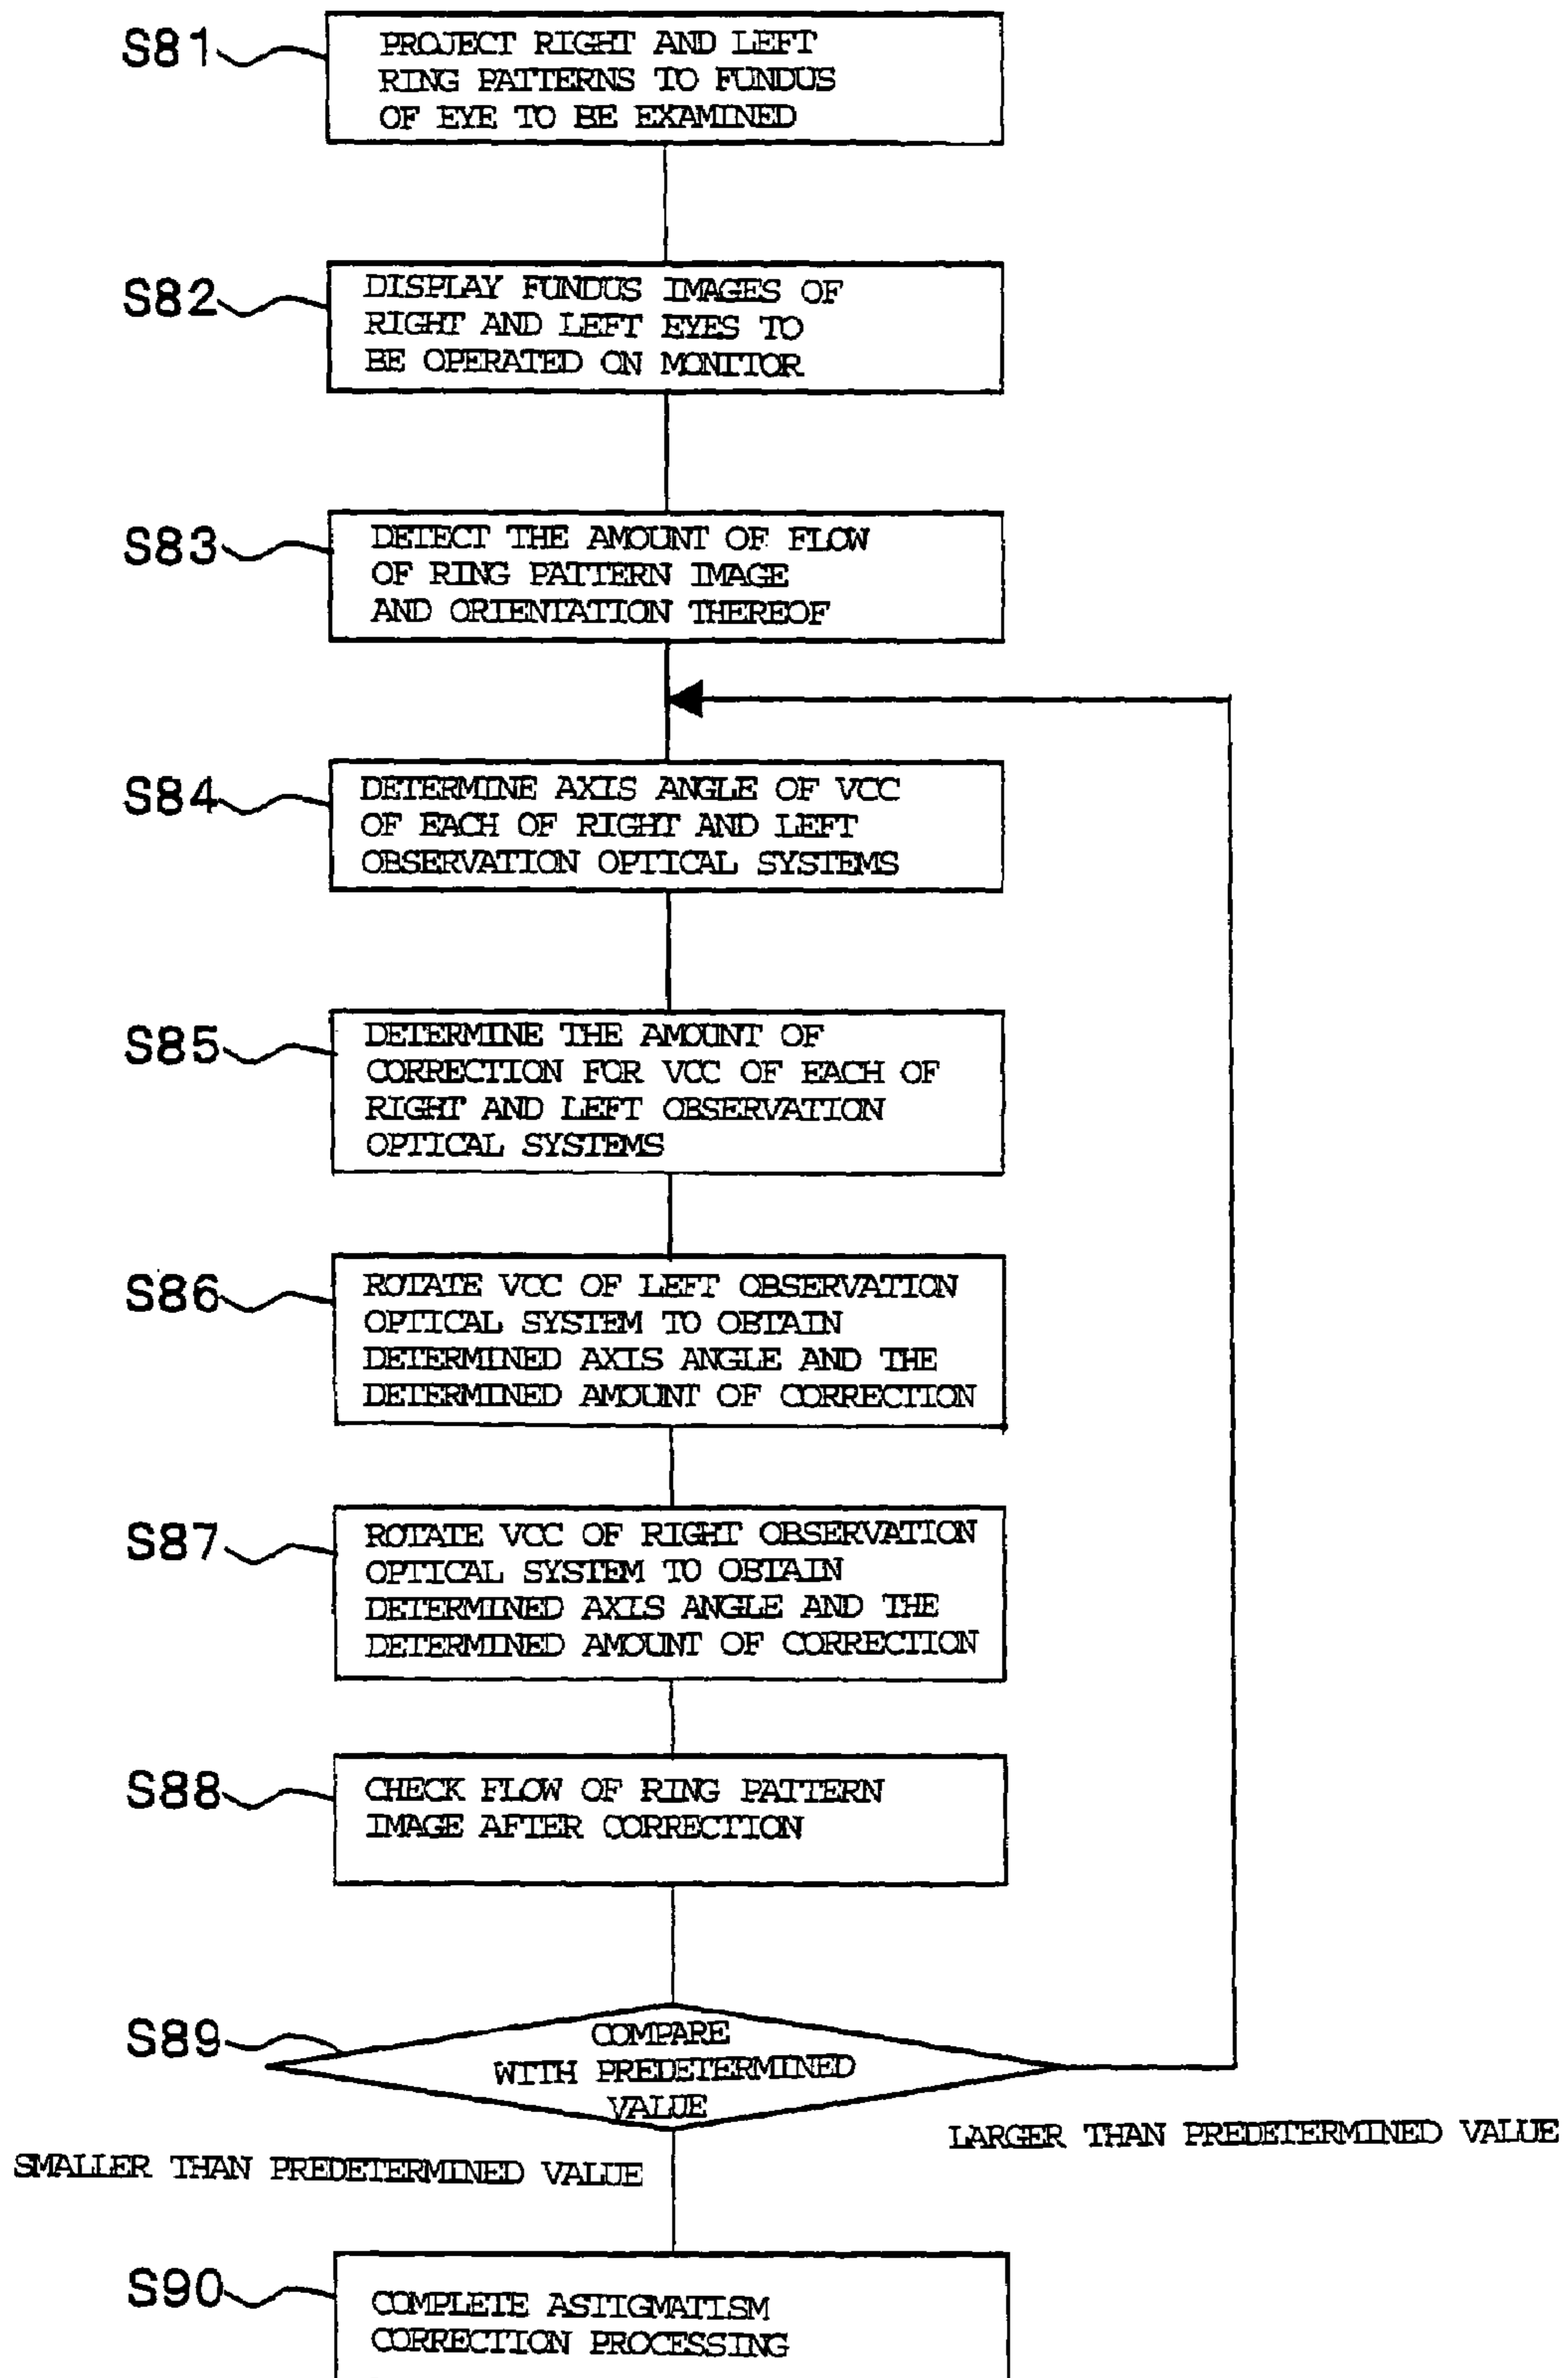 S81
PROJECT RIGHT AND LEFT
RING PATTERNS TO FUNDUS
OF EYE TO BE EXAMINED
S82
DISPLAY FUNDUS IMAGES OF
RIGHT AND LEFT EYES TO
BE OPERATED ON MONITOR
S83
DETECT THE AMOUNT OF FLOW
OF RING PATTERN IMAGE
AND ORIENTATION THEREOF
S84
DETERMINE AXIS ANGLE OF VCC
OF EACH OF RIGHT AND LEFT
OBSERVATION OPTICAL SYSTEMS
S85
DETERMINE THE AMOUNT OF
CORRECTION FOR VCC OF EACH OF
RIGHT AND LEFT OBSERVATION
OPTICAL SYSTEMS
S86
ROTATE VCC OF LEFT OBSERVATION
OPTICAL SYSTEM TO OBTAIN
DETERMINED AXIS ANGLE AND THE
DETERMINED AMOUNT OF CORRECTION
S87
ROTATE VCC OF RIGHT OBSERVATION
OPTICAL SYSTEM TO OBTAIN
DETERMINED AXIS ANGLE AND THE
DETERMINED AMOUNT OF CORRECTION
S88
CHECK FLOW OF RING PATTERN
IMAGE AFTER CORRECTION
S89
COMPARE
WITH PREDETERMINED
VALUE
LARGER THAN PREDETERMINED VALUE
SMALLER THAN PREDETERMINED VALUE
S90
COMPLETE ASTIGMATISM
CORRECTION PROCESSING